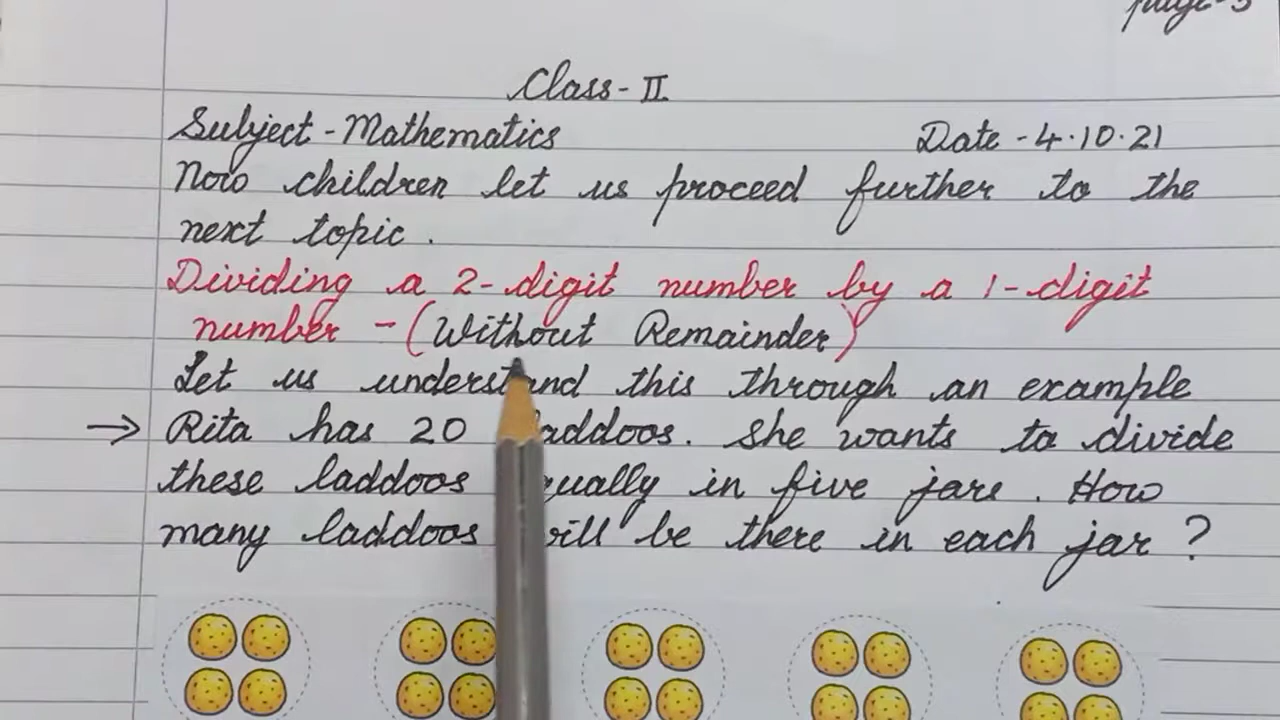 Page-3
Class-II
Subject-Mathematics Date-4.10.21
Now children let us proceed further to the
next topic.
Dividing a 2-digit number by a 1-digit
number-(Without Remainder)
Let us understand this through an example
→ Rita has 20 laddoos. She wants to divide
these laddoos equally in five jars. How
many laddoos will be there in each jar?